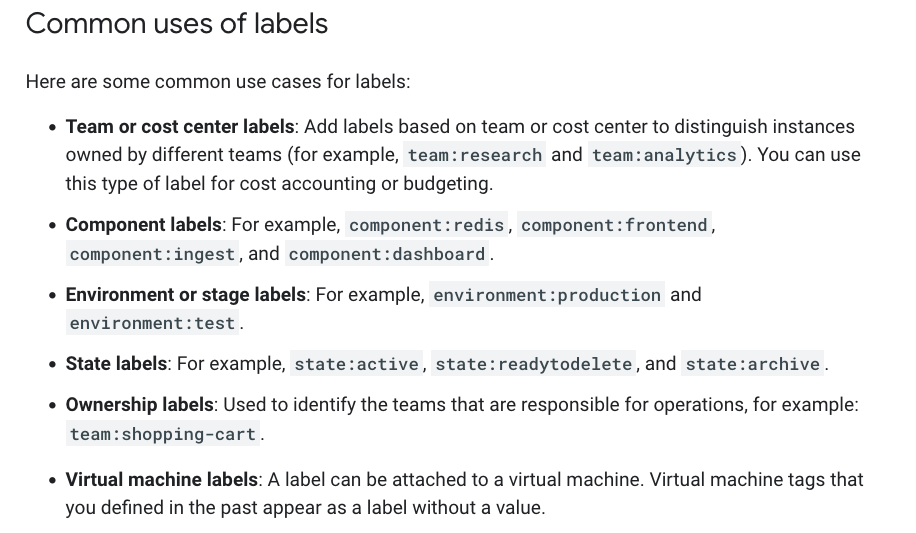 Common uses of labels
Here are some common use cases for labels:
• Team or cost center labels: Add labels based on team or cost center to distinguish instances
owned by different teams (for example, team:research and team:analytics). You can use
this type of label for cost accounting or budgeting.
• Component labels: For example, component:redis, component:frontend,
component:ingest, and component:dashboard.
• Environment or stage labels: For example, environment:production and
environment:test.
• State labels: For example, state:active, state:readytodelete, and state:archive.
• Ownership labels: Used to identify the teams that are responsible for operations, for example:
team:shopping-cart.
• Virtual machine labels: A label can be attached to a virtual machine. Virtual machine tags that
you defined in the past appear as a label without a value.